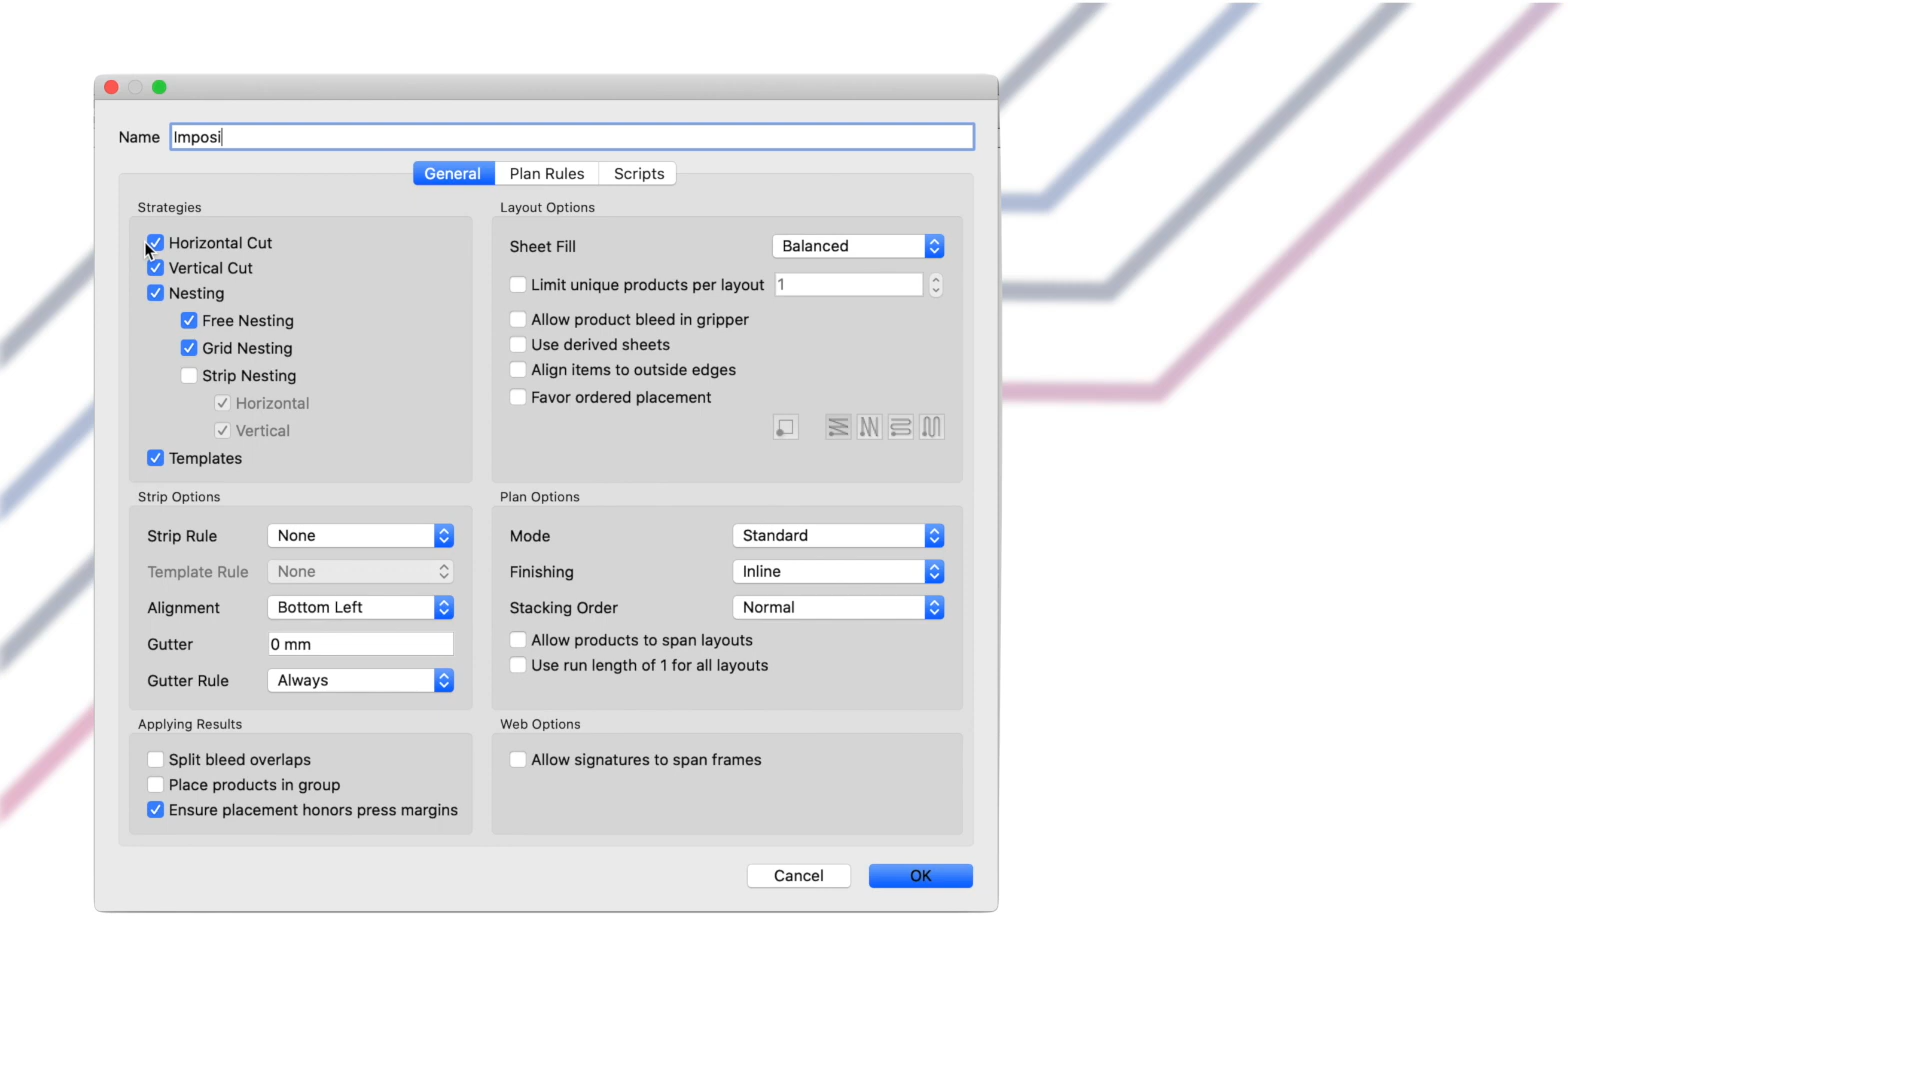 Name Imposi
General Plan Rules Scripts
Strategies
Horizontal Cut
Vertical Cut
Nesting
Free Nesting
Grid Nesting
Strip Nesting
Horizontal
Vertical
Templates
Layout Options
Sheet Fill Balanced
Limit unique products per layout 1
Allow product bleed in gripper
Use derived sheets
Align items to outside edges
Favor ordered placement
Strip Options
Strip Rule None
Template Rule None
Alignment Bottom Left
Gutter 0 mm
Gutter Rule Always
Plan Options
Mode Standard
Finishing Inline
Stacking Order Normal
Allow products to span layouts
Use run length of 1 for all layouts
Applying Results
Split bleed overlaps
Place products in group
Ensure placement honors press margins
Web Options
Allow signatures to span frames
Cancel OK